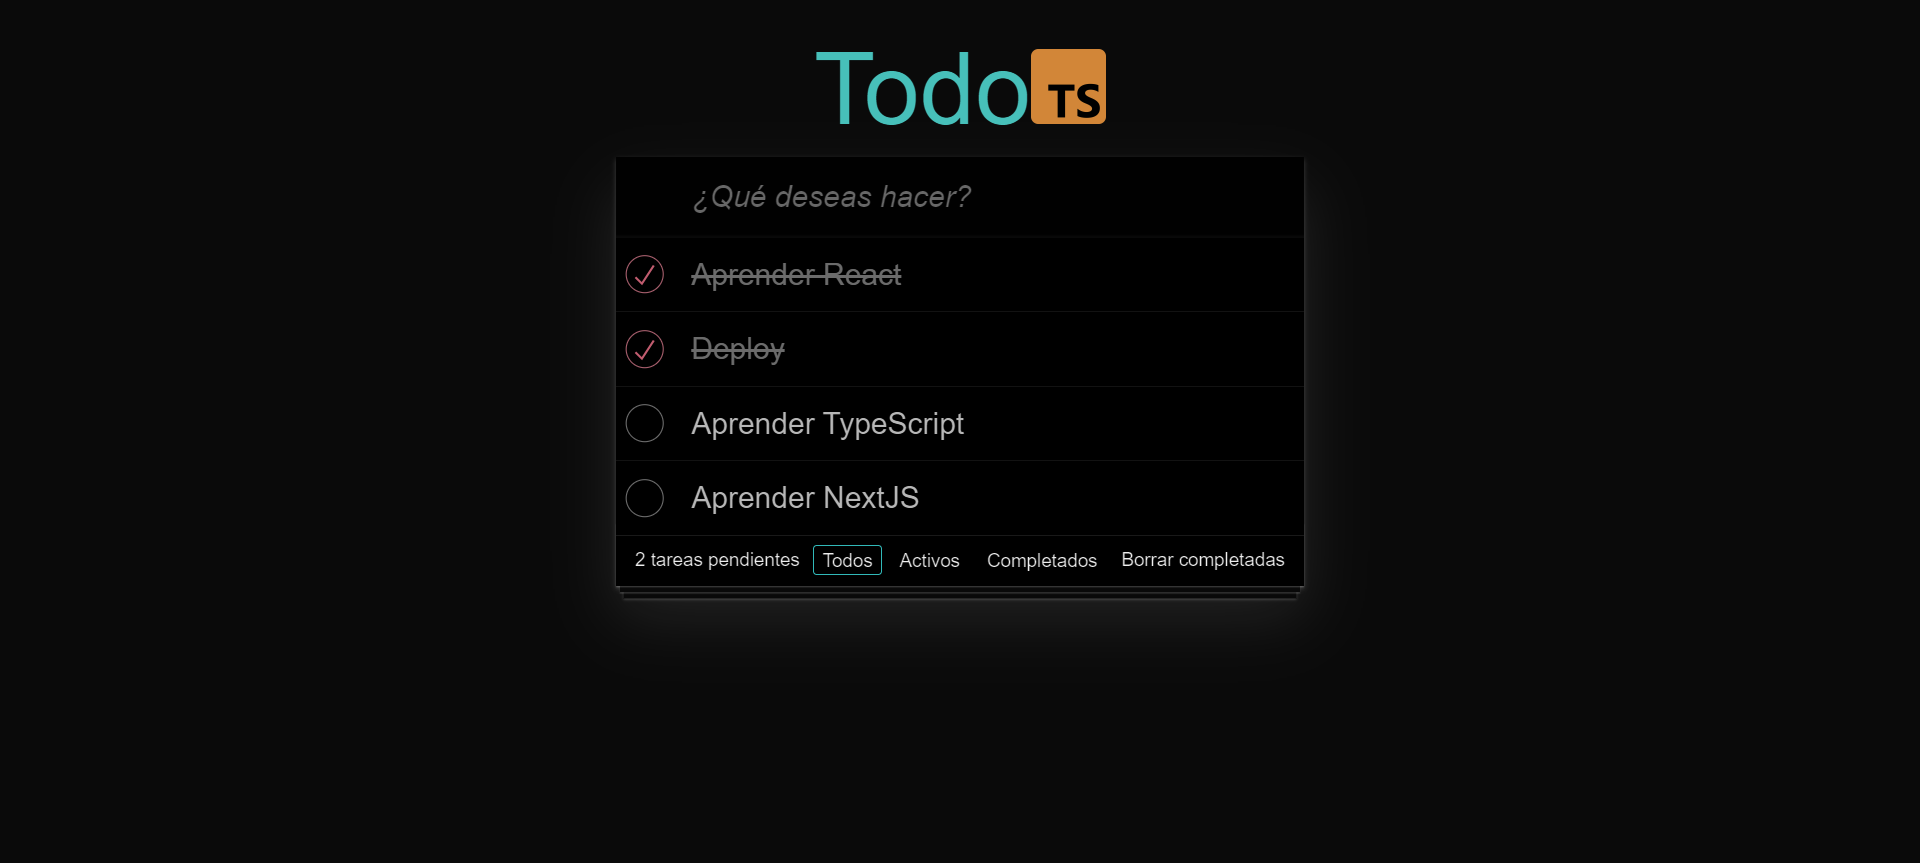 Todo TS
¿Qué deseas hacer?
Aprender React
Deploy
Aprender TypeScript
Aprender NextJS
2 tareas pendientes Todos Activos Completados Borrar completadas